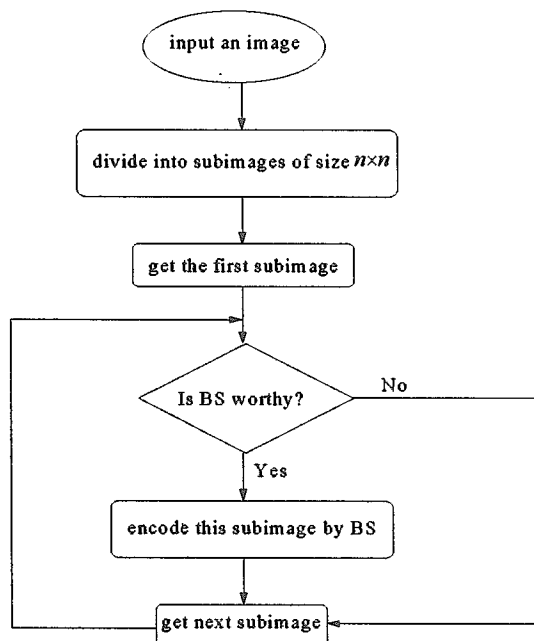 input an image
divide into subimages of size n×n
get the first subimage
Is BS worthy?
No
Yes
encode this subimage by BS
get next subimage